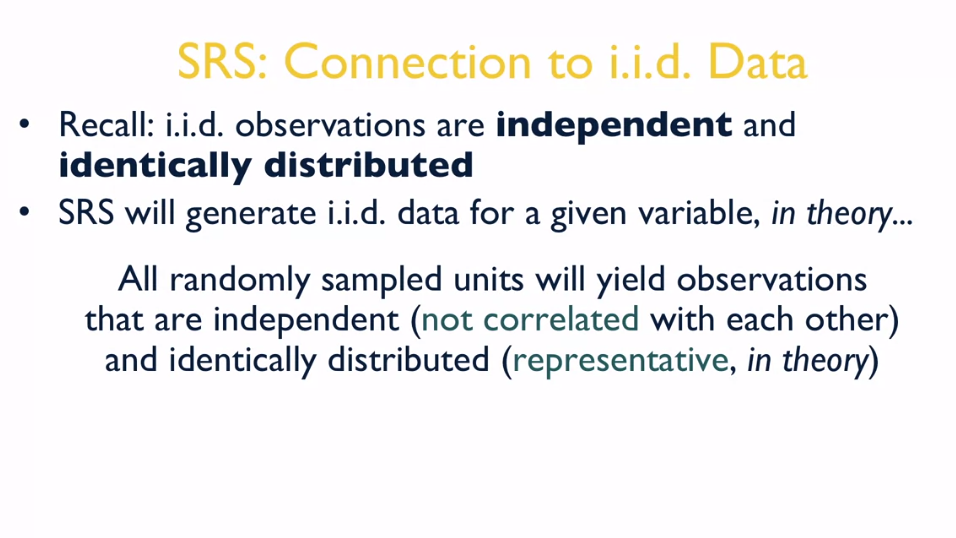 SRS: Connection to i.i.d. Data
• Recall: i.i.d. observations are independent and
identically distributed
• SRS will generate i.i.d. data for a given variable, in theory...
All randomly sampled units will yield observations
that are independent (not correlated with each other)
and identically distributed (representative, in theory)